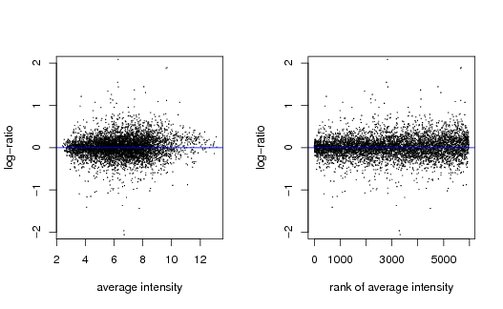 2
1
0
-1
-2
log-ratio
2 4 6 8 10 12
average intensity
2
1
0
-1
-2
log-ratio
0 1000 3000 5000
rank of average intensity